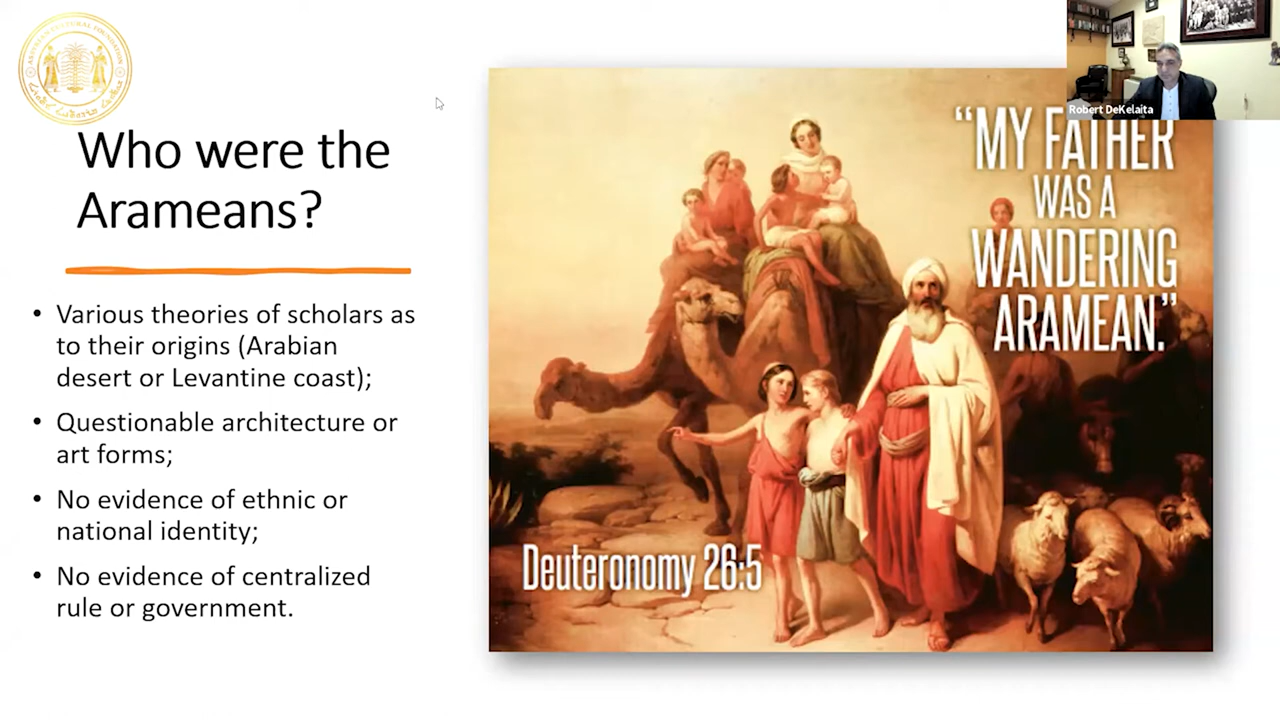 Who were the
Arameans?
• Various theories of scholars as
to their origins (Arabian
desert or Levantine coast);
• Questionable architecture or
art forms;
• No evidence of ethnic or
national identity;
• No evidence of centralized
rule or government.
“MY FATHER
WAS A
WANDERING
ARAMEAN.”
Deuteronomy 26:5
Robert DeKelaita